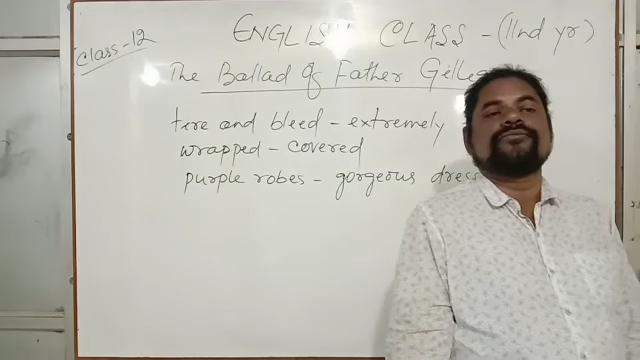 Class-12
ENGLISH CLASS - (IInd yr)
The Ballad of Father
tire and bleed - extremely
wrapped - covered
purple robes - gorgeous dress